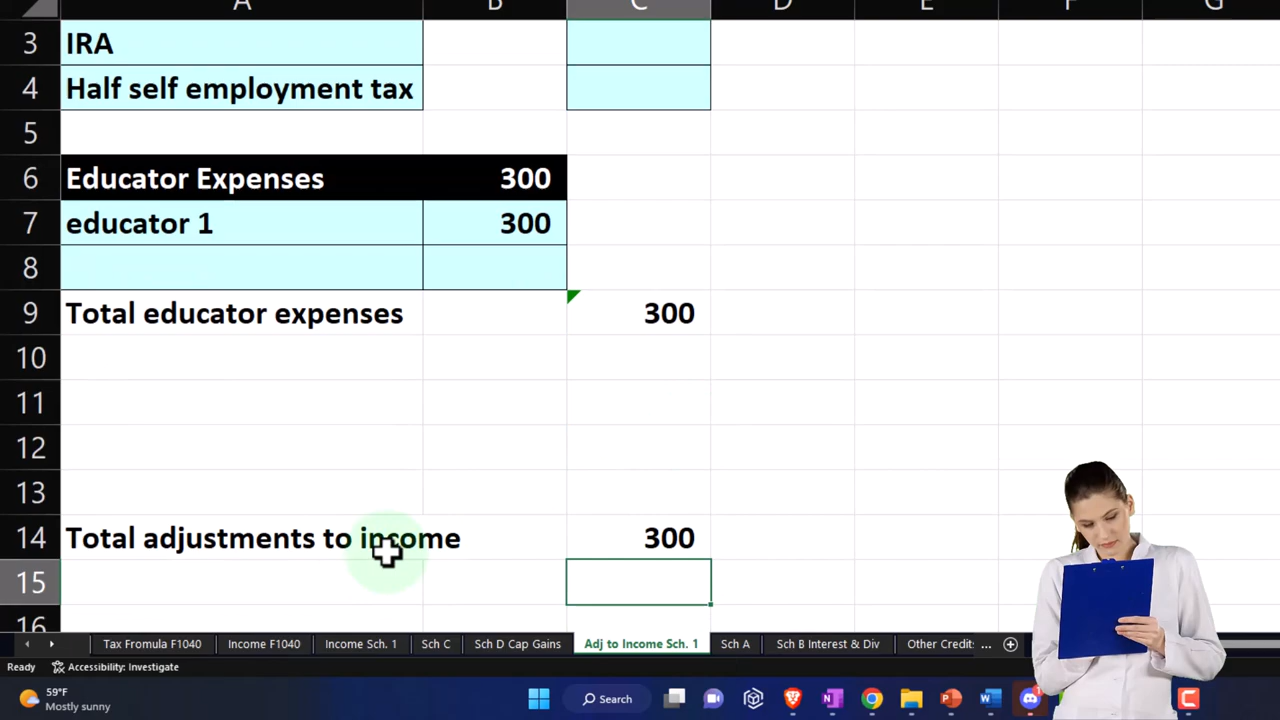 A B C D E F G
3 IRA
4 Half self employment tax
5
6 Educator Expenses 300
7 educator 1 300
8
9 Total educator expenses 300
10
11
12
13
14 Total adjustments to income 300
15
16
Tax Formula F1040 Income F1040 Income Sch. 1 Sch C Sch D Cap Gains Adj to Income Sch. 1 Sch A Sch B Interest & Div Other Credit ...
Ready Accessibility: Investigate
59°F
Mostly sunny
Search